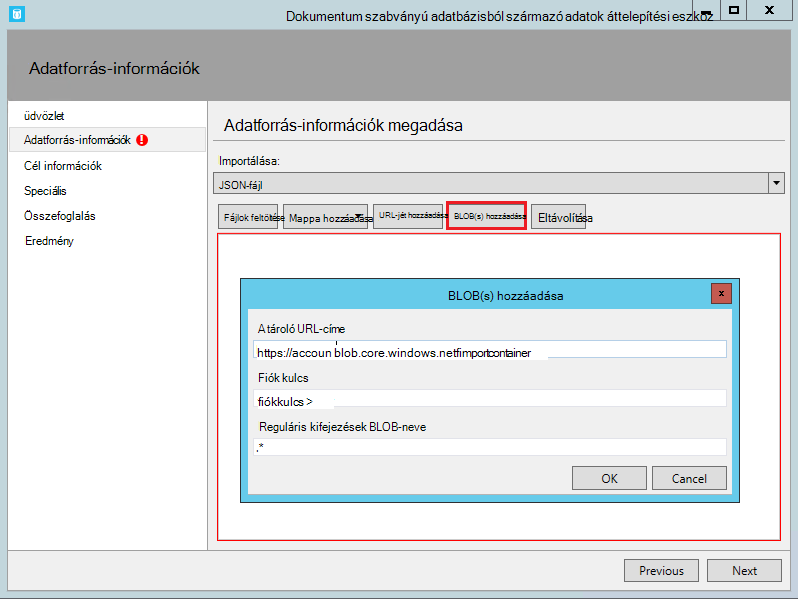 Dokumentum szabványú adatbázisból származó adatok áttelepítési eszköz
x
Adatforrás-információk
üdvözlet
Adatforrás-információk !
Cél információk
Speciális
Összefoglalás
Eredmény
Adatforrás-információk megadása
Importálása:
JSON-fájl
Fájlok feltöltése
Mappa hozzáadása
URL-jét hozzáadása
BLOB(s) hozzáadása
Eltávolítása
BLOB(s) hozzáadása
x
A tároló URL-címe
https://accoun blob.core.windows.netfimportcontainer
Fiók kulcs
fiókkulcs >
Reguláris kifejezések BLOB-neve
.*
OK
Cancel
Previous
Next